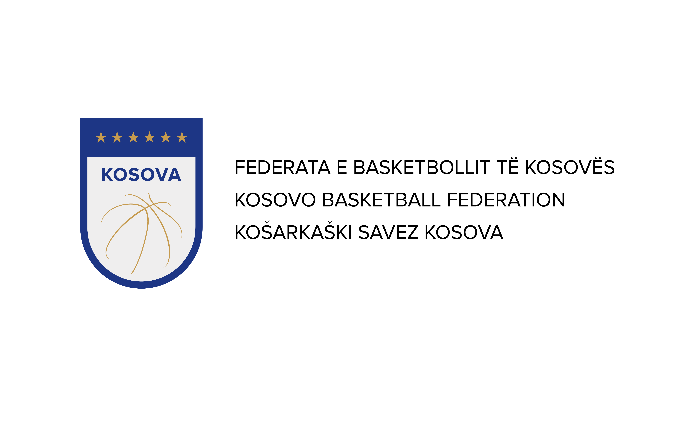 KOSOVA
FEDERATA E BASKETBOLLIT TË KOSOVËS
KOSOVO BASKETBALL FEDERATION
KOŠARKAŠKI SAVEZ KOSOVA